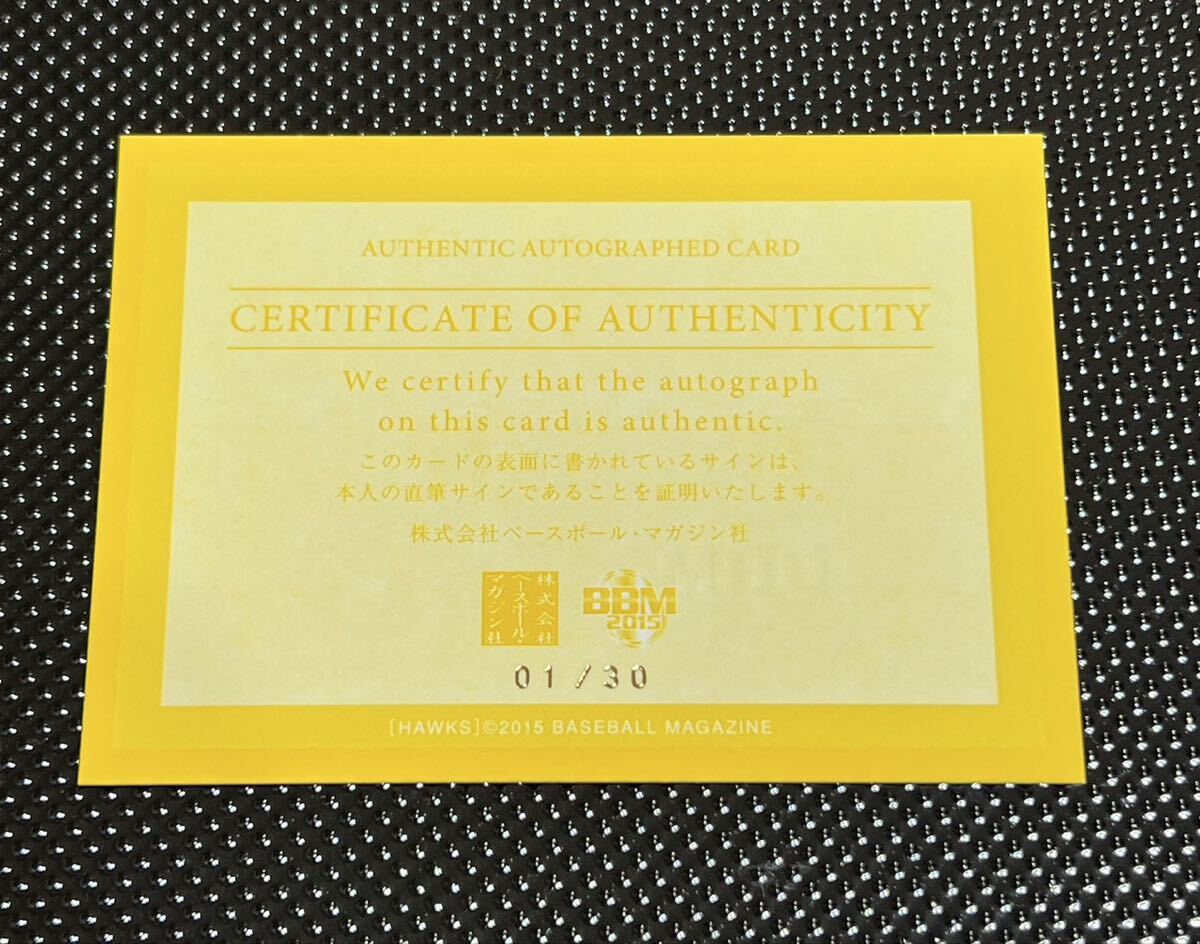 AUTHENTIC AUTOGRAPHED CARD
CERTIFICATE OF AUTHENTICITY
We certify that the autograph
on this card is authentic.
このカードの表面に書かれているサインは、
本人の直筆サインであることを証明いたします。
株式会社ベースボール・マガジン社
株式会社
ベースボール・
マガジン社
BBM
2015
01/30
[HAWKS]©2015 BASEBALL MAGAZINE